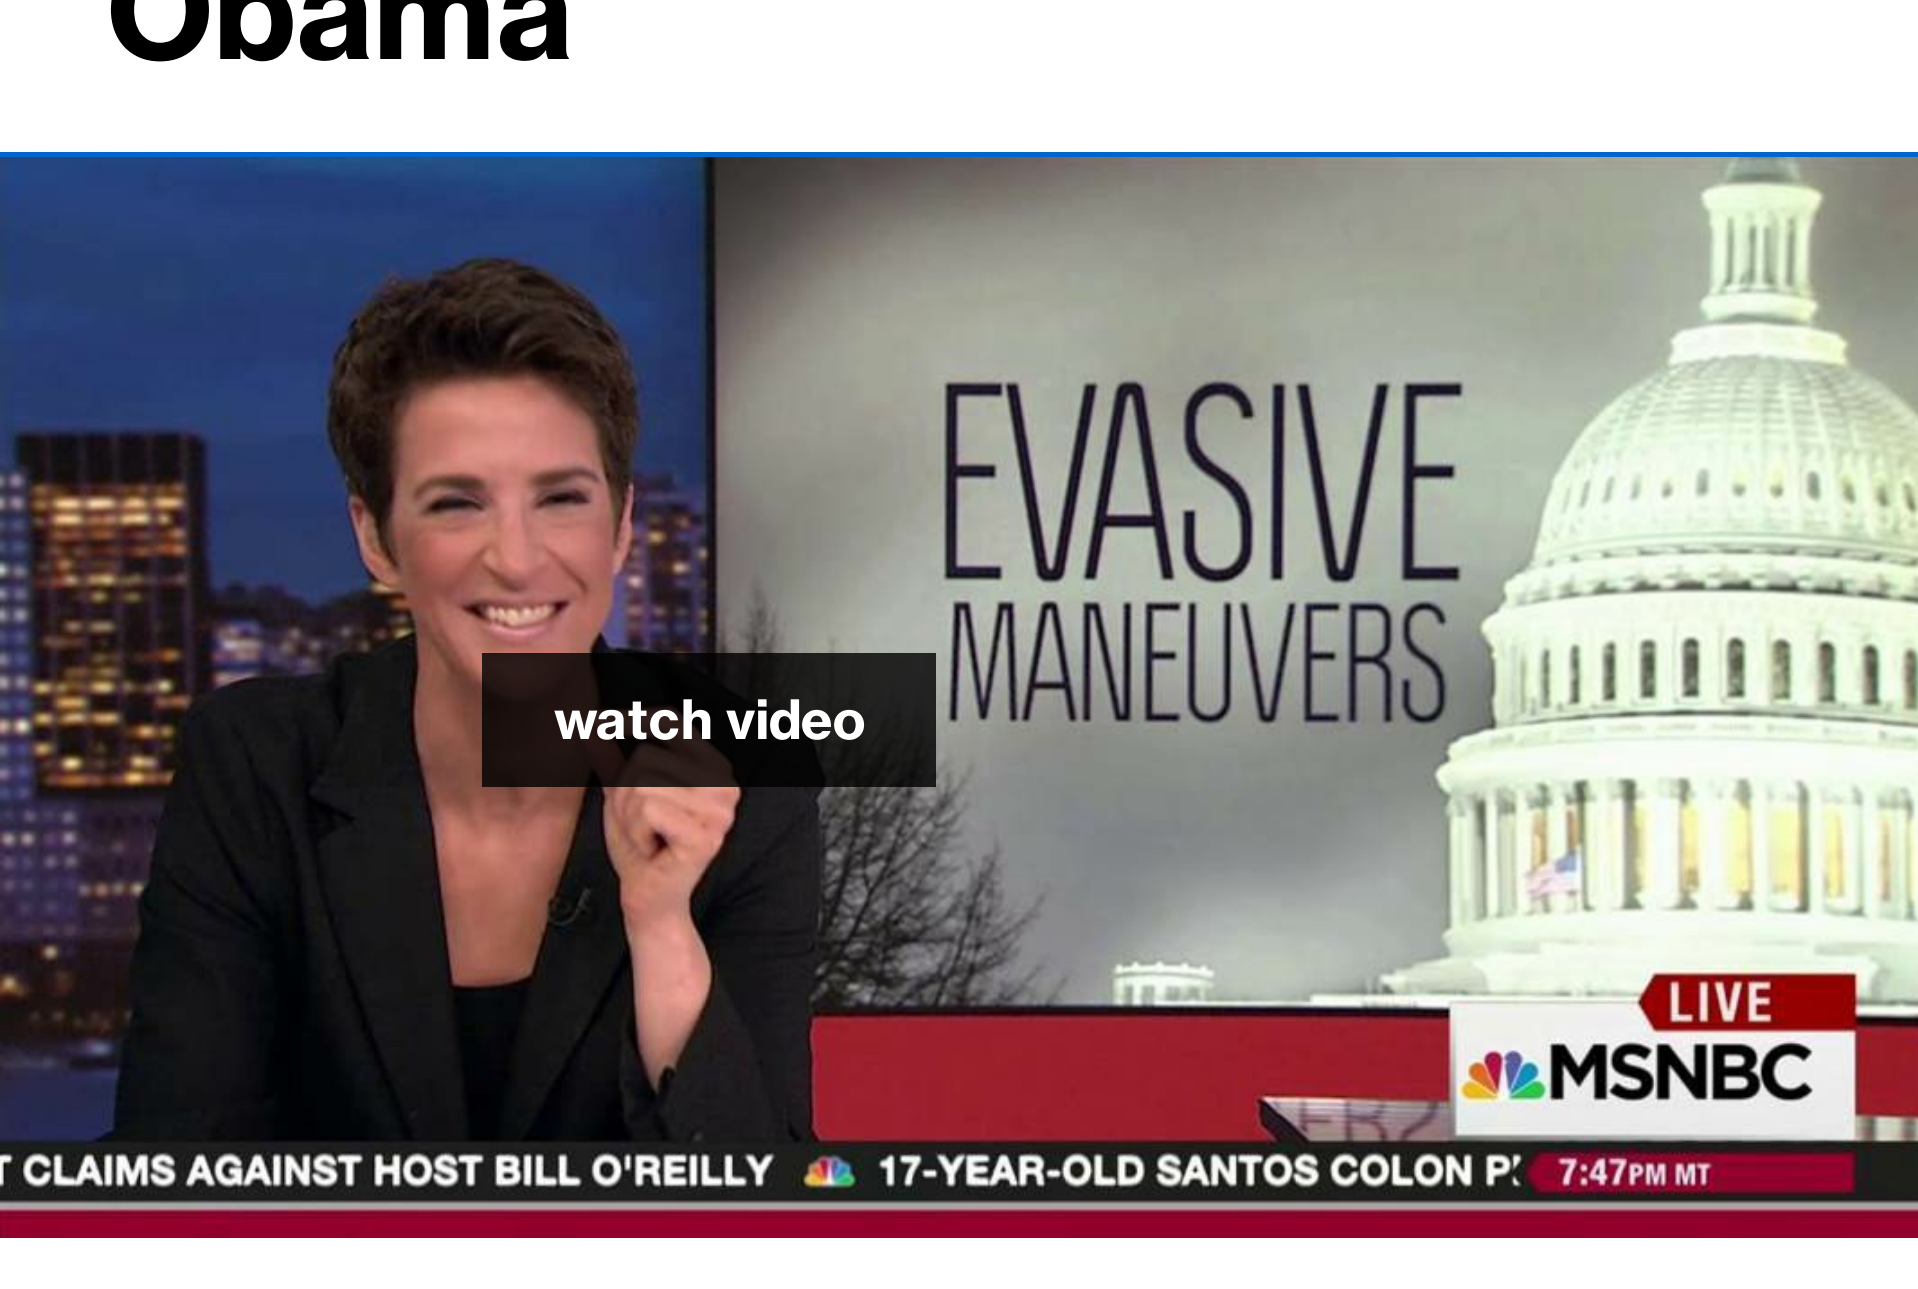 Obama
EVASIVE
MANEUVERS
watch video
LIVE
MSNBC
CLAIMS AGAINST HOST BILL O'REILLY 17-YEAR-OLD SANTOS COLON
7:47PM MT